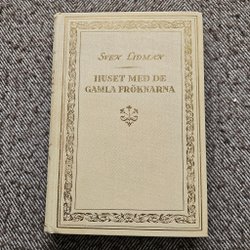 SVEN LIDMAN
HUSET MED DE
GAMLA FRÖKNARNA